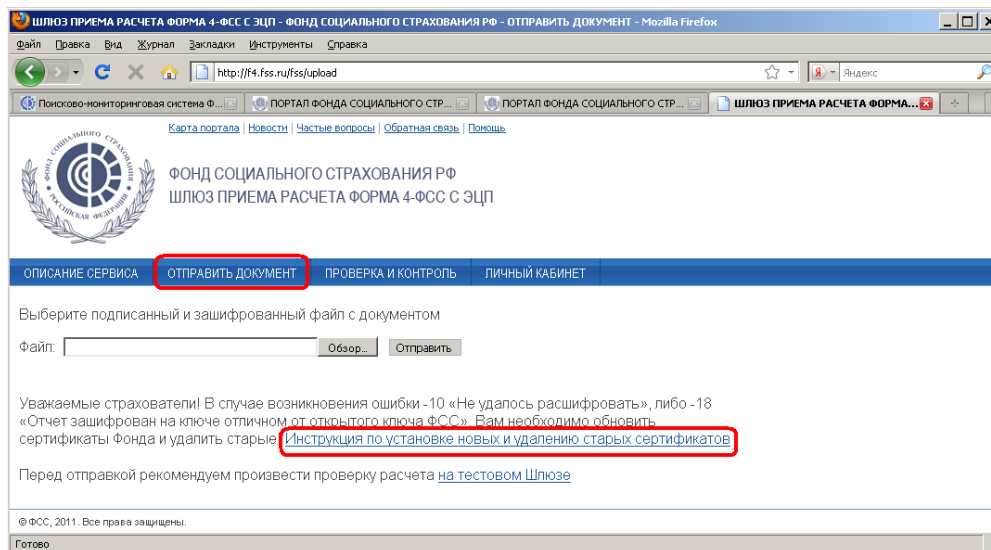 ШЛЮЗ ПРИЕМА РАСЧЕТА ФОРМА 4-ФСС С ЭЦП - ФОНД СОЦИАЛЬНОГО СТРАХОВАНИЯ РФ - ОТПРАВИТЬ ДОКУМЕНТ - Mozilla Firefox
Файл Правка Вид Журнал Закладки Инструменты Справка
http://f4.fss.ru/fss/upload Яндекс
Поисково-мониторинговая система Ф... ПОРТАЛ ФОНДА СОЦИАЛЬНОГО СТР... ПОРТАЛ ФОНДА СОЦИАЛЬНОГО СТР... ШЛЮЗ ПРИЕМА РАСЧЕТА ФОРМА...
Карта портала | Новости | Частые вопросы | Обратная связь | Помощь
ФОНД СОЦИАЛЬНОГО СТРАХОВАНИЯ РФ
ШЛЮЗ ПРИЕМА РАСЧЕТА ФОРМА 4-ФСС С ЭЦП
РОССИЙСКАЯ ФЕДЕРАЦИЯ
ОПИСАНИЕ СЕРВИСА ОТПРАВИТЬ ДОКУМЕНТ ПРОВЕРКА И КОНТРОЛЬ ЛИЧНЫЙ КАБИНЕТ
Выберите подписанный и зашифрованный файл с документом
Файл: Обзор... Отправить
Уважаемые страхователи! В случае возникновения ошибки -10 «Не удалось расшифровать», либо -18
«Отчет зашифрован на ключе отличном от открытого ключа ФСС». Вам необходимо обновить
сертификаты Фонда и удалить старые Инструкция по установке новых и удалению старых сертификатов
Перед отправкой рекомендуем произвести проверку расчета на тестовом Шлюзе
© ФСС, 2011. Все права защищены.
Готово